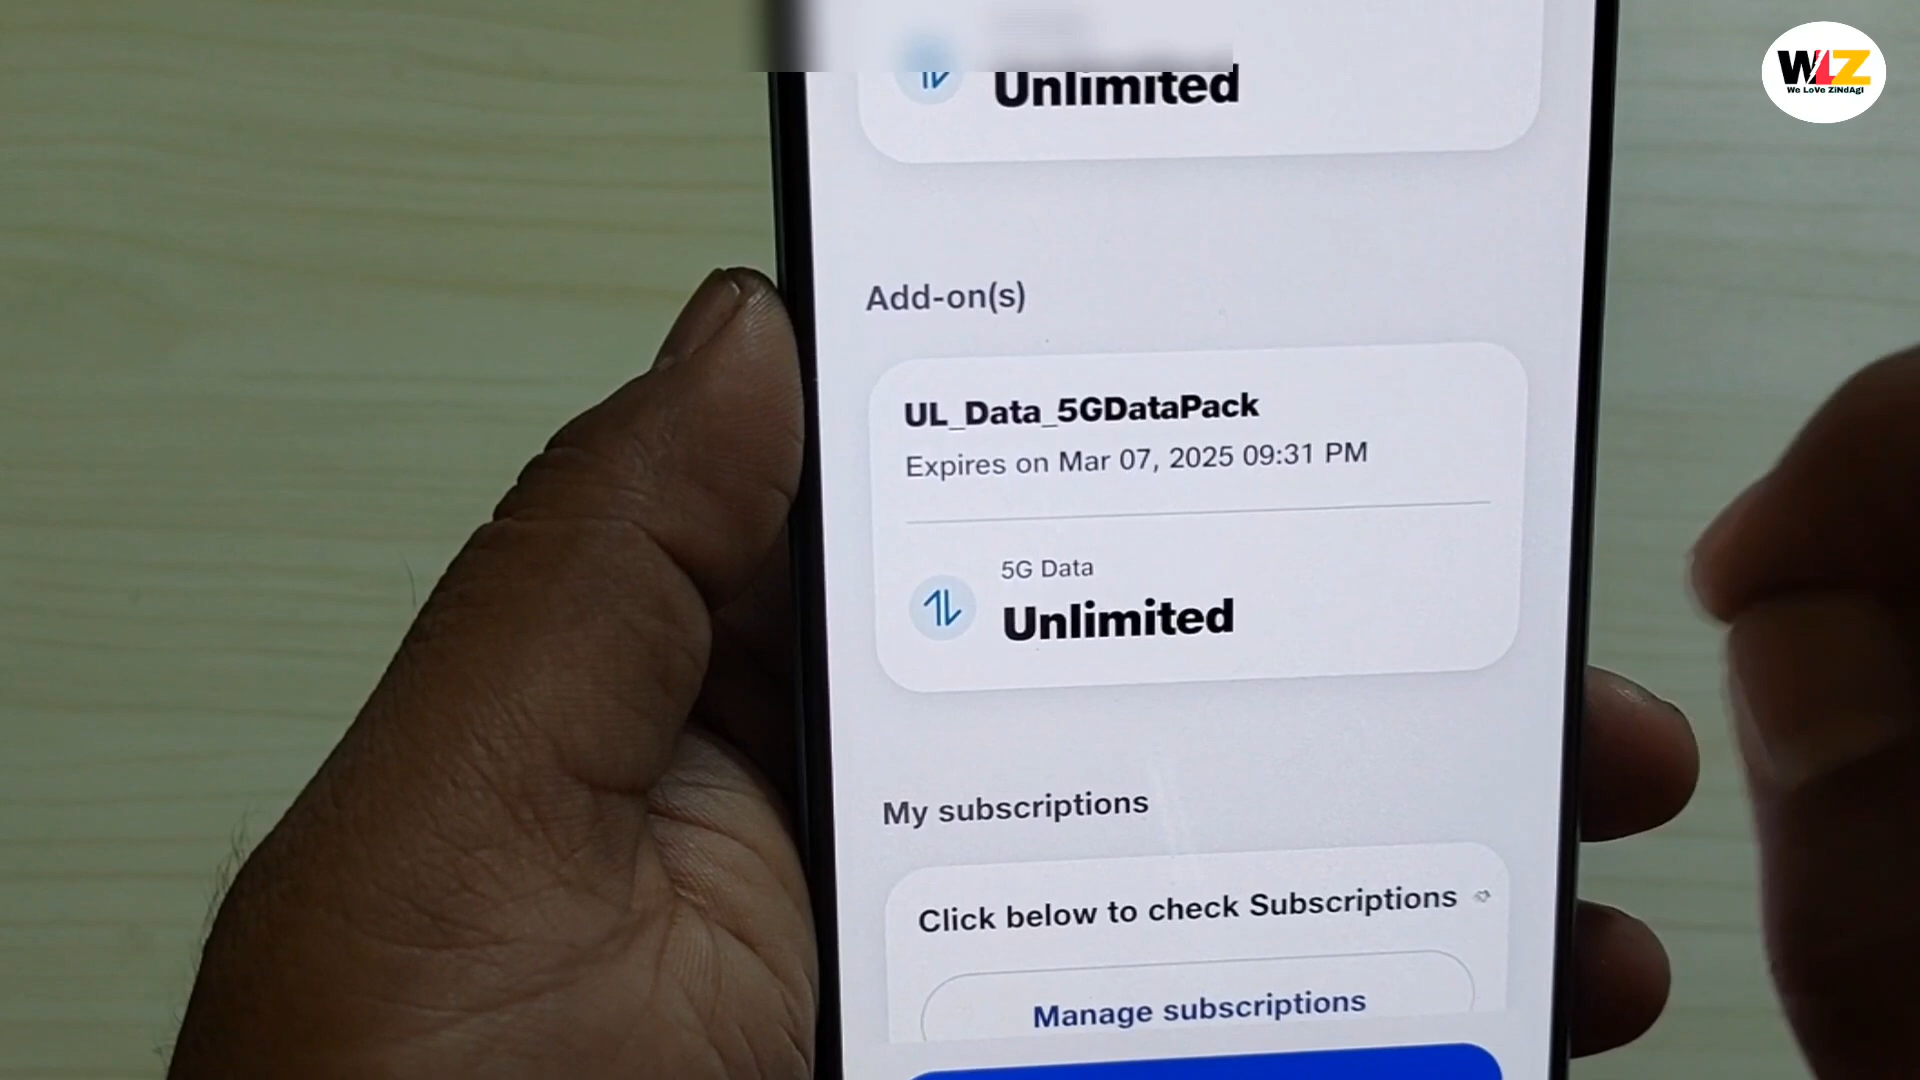 WLZ
We LoVe ZiNdAgI
Unlimited
Add-on(s)
UL_Data_5GDataPack
Expires on Mar 07, 2025 09:31 PM
5G Data
Unlimited
My subscriptions
Click below to check Subscriptions
Manage subscriptions